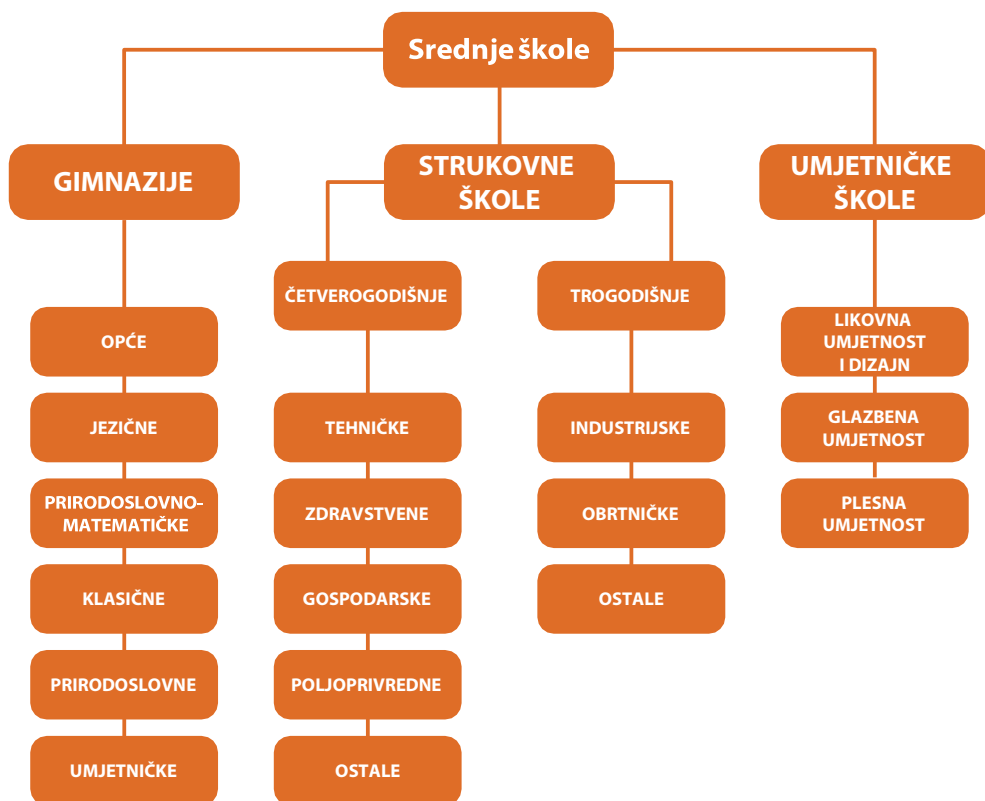 Srednje škole
GIMNAZIJE
STRUKOVNE
ŠKOLE
UMJETNIČKE
ŠKOLE
ČETVEROGODIŠNJE
TROGODIŠNJE
OPĆE
JEZIČNE
PRIRODOSLOVNO-
MATEMATIČKE
KLASIČNE
PRIRODOSLOVNE
UMJETNIČKE
TEHNIČKE
ZDRAVSTVENE
GOSPODARSKE
POLJOPRIVREDNE
OSTALE
INDUSTRIJSKE
OBRTNIČKE
OSTALE
LIKOVNA
UMJETNOST
I DIZAJN
GLAZBENA
UMJETNOST
PLESNA
UMJETNOST